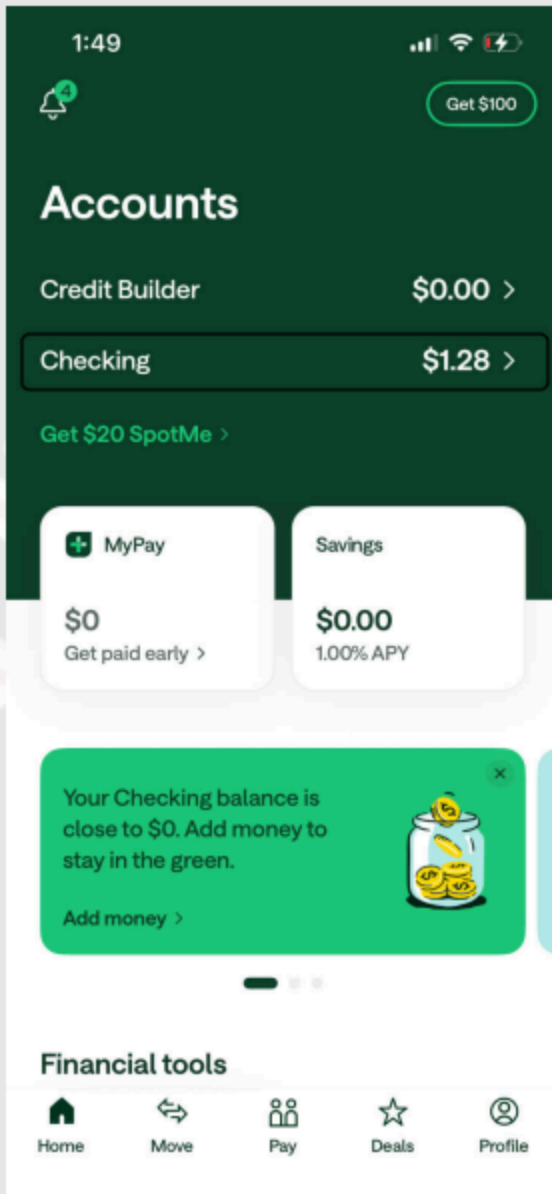 1:49
4
Get $100
Accounts
Credit Builder $0.00 >
Checking $1.28 >
Get $20 SpotMe >
MyPay
$0
Get paid early >
Savings
$0.00
1.00% APY
Your Checking balance is
close to $0. Add money to
stay in the green.
Add money >
Financial tools
Home Move Pay Deals Profile